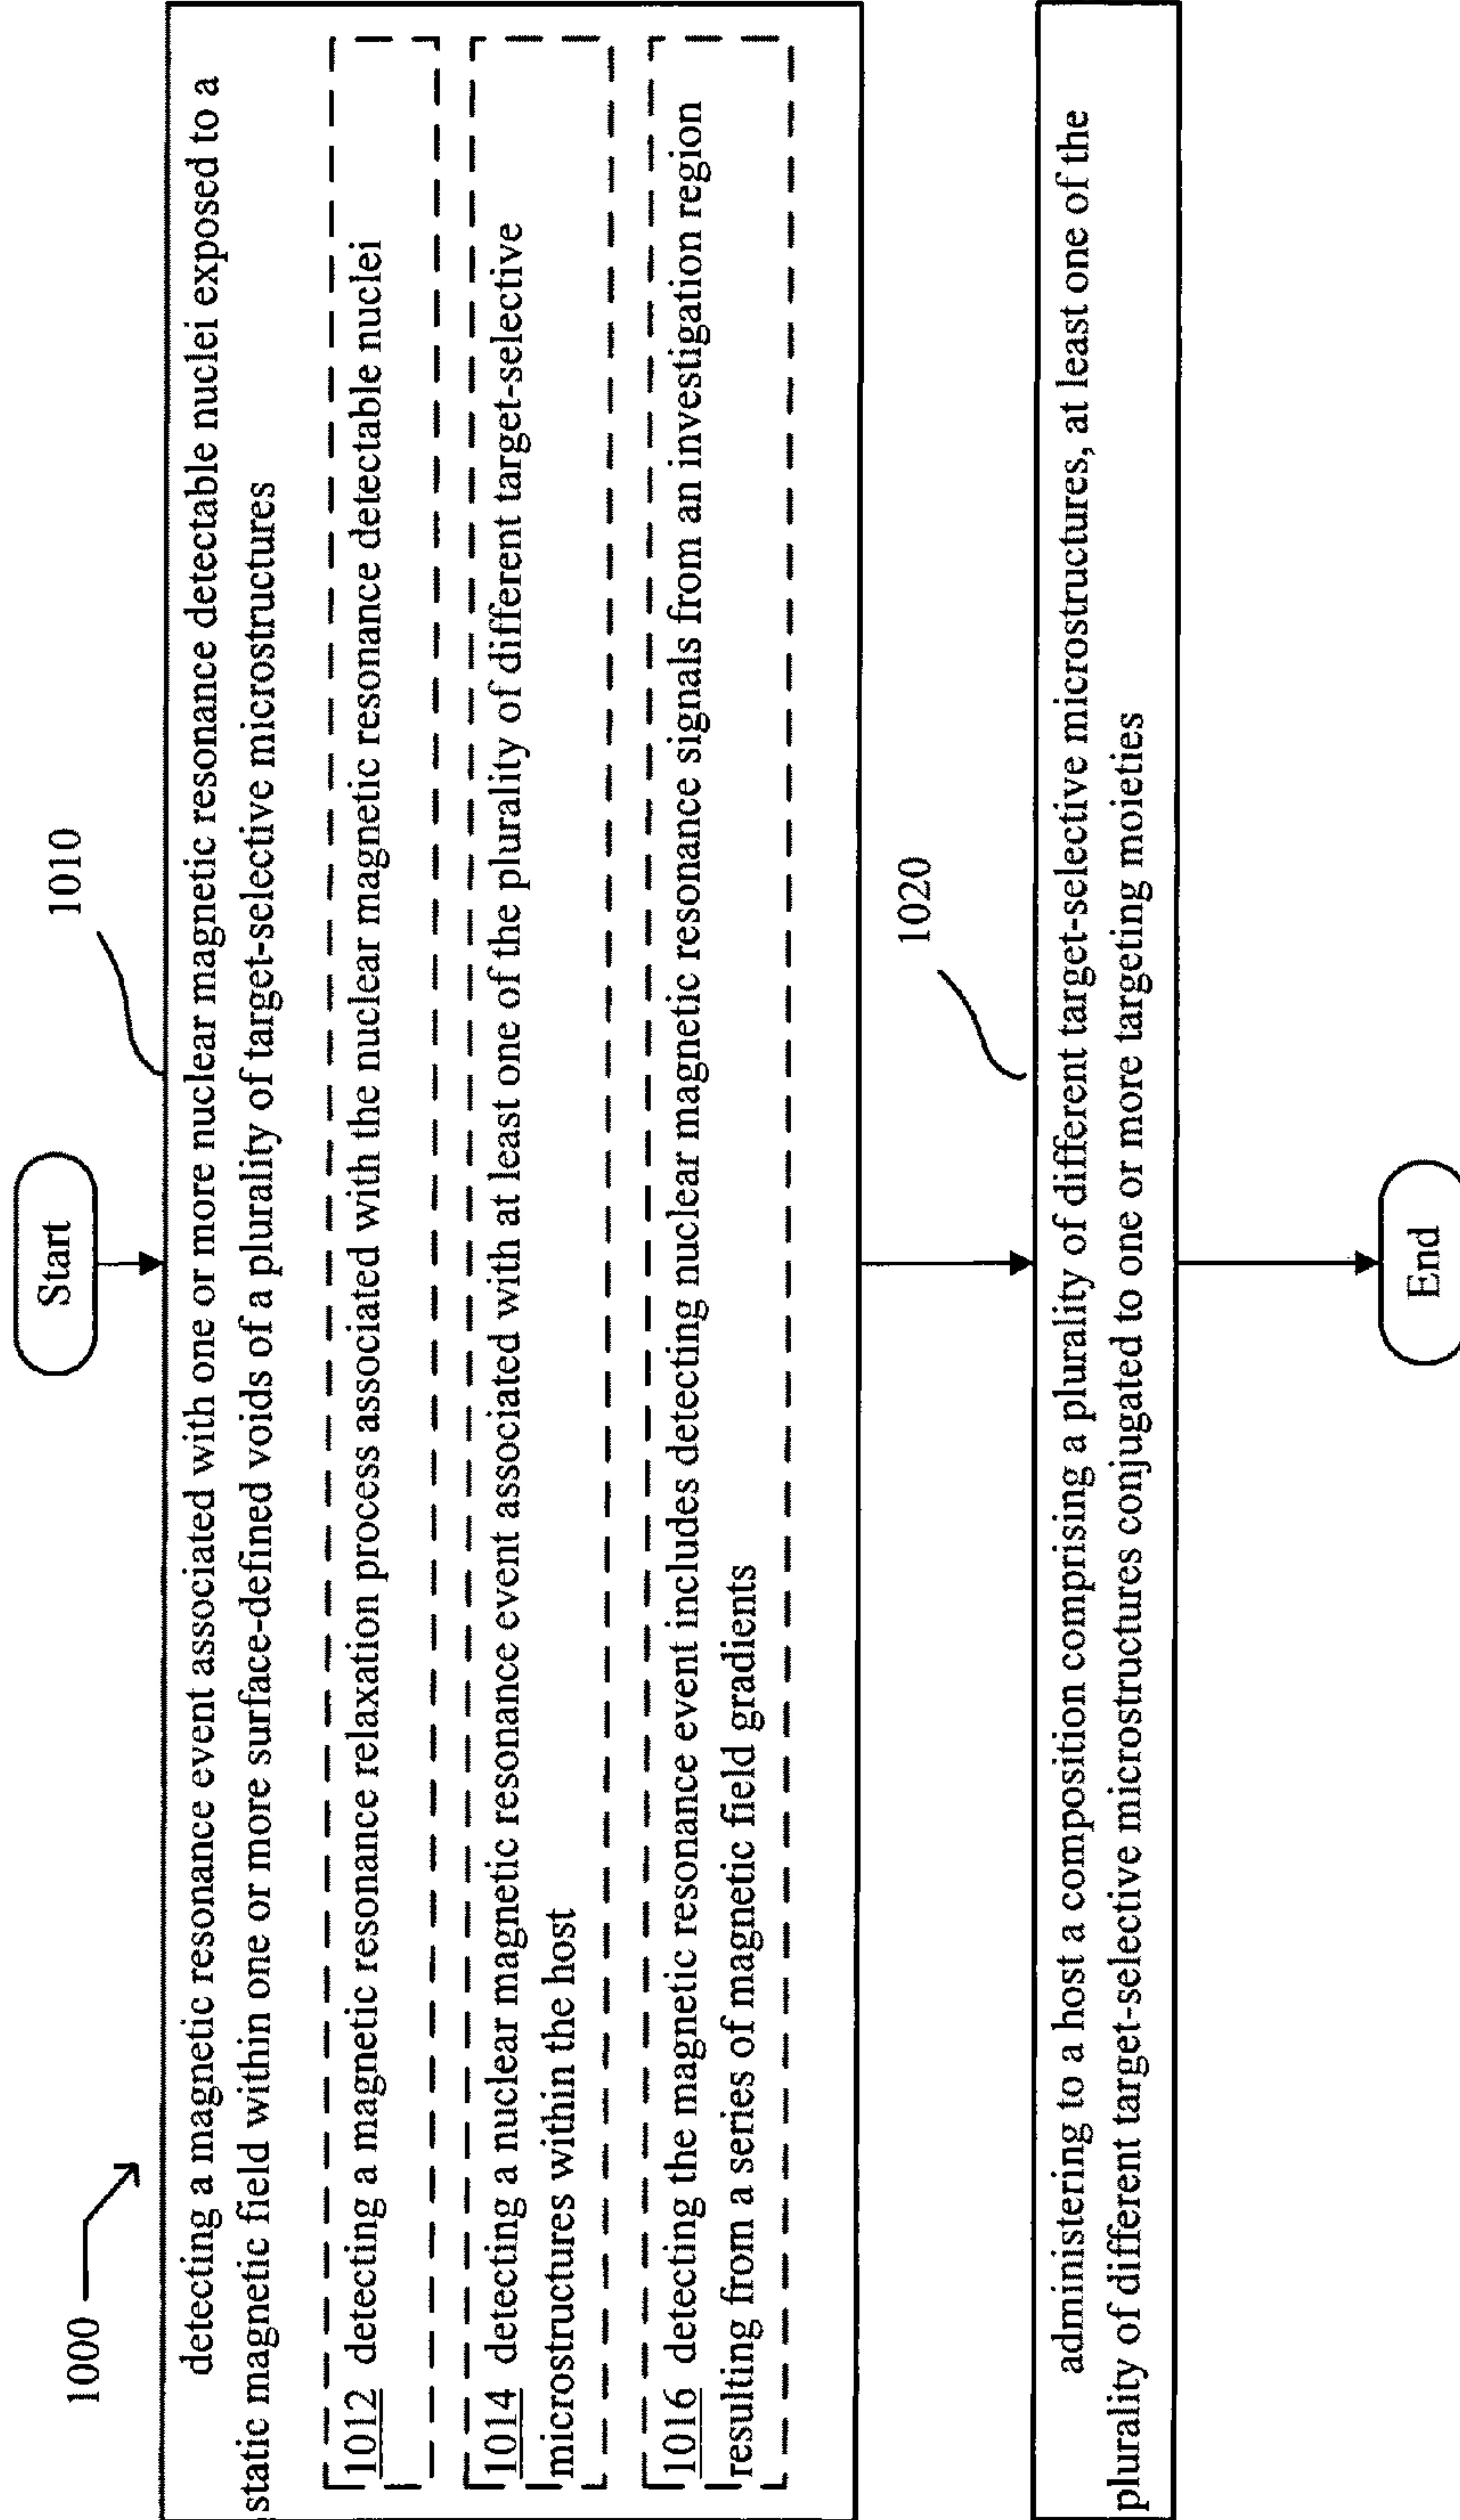 1000
Start
1010
detecting a magnetic resonance event associated with one or more nuclear magnetic resonance detectable nuclei exposed to a
static magnetic field within one or more surface-defined voids of a plurality of target-selective microstructures
1012 detecting a magnetic resonance relaxation process associated with the nuclear magnetic resonance detectable nuclei
1014 detecting a nuclear magnetic resonance event associated with at least one of the plurality of different target-selective
microstructures within the host
1016 detecting the magnetic resonance event includes detecting nuclear magnetic resonance signals from an investigation region
resulting from a series of magnetic field gradients
1020
administering to a host a composition comprising a plurality of different target-selective microstructures, at least one of the
plurality of different target-selective microstructures conjugated to one or more targeting moieties
End